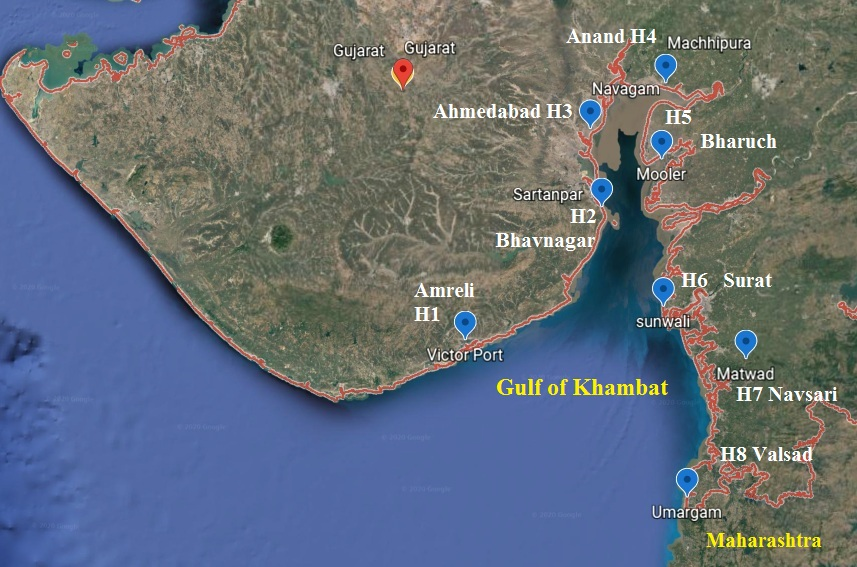 Anand H4
Machhipura
Gujarat
Gujarat
Navagam
Ahmedabad H3
H5
Bharuch
Mooler
Sartanpar
H2
Bhavnagar
Amreli
H1
H6 Surat
sunwali
Victor Port
Matwad
Gulf of Khambat
H7 Navsari
H8 Valsad
Umargam
Maharashtra